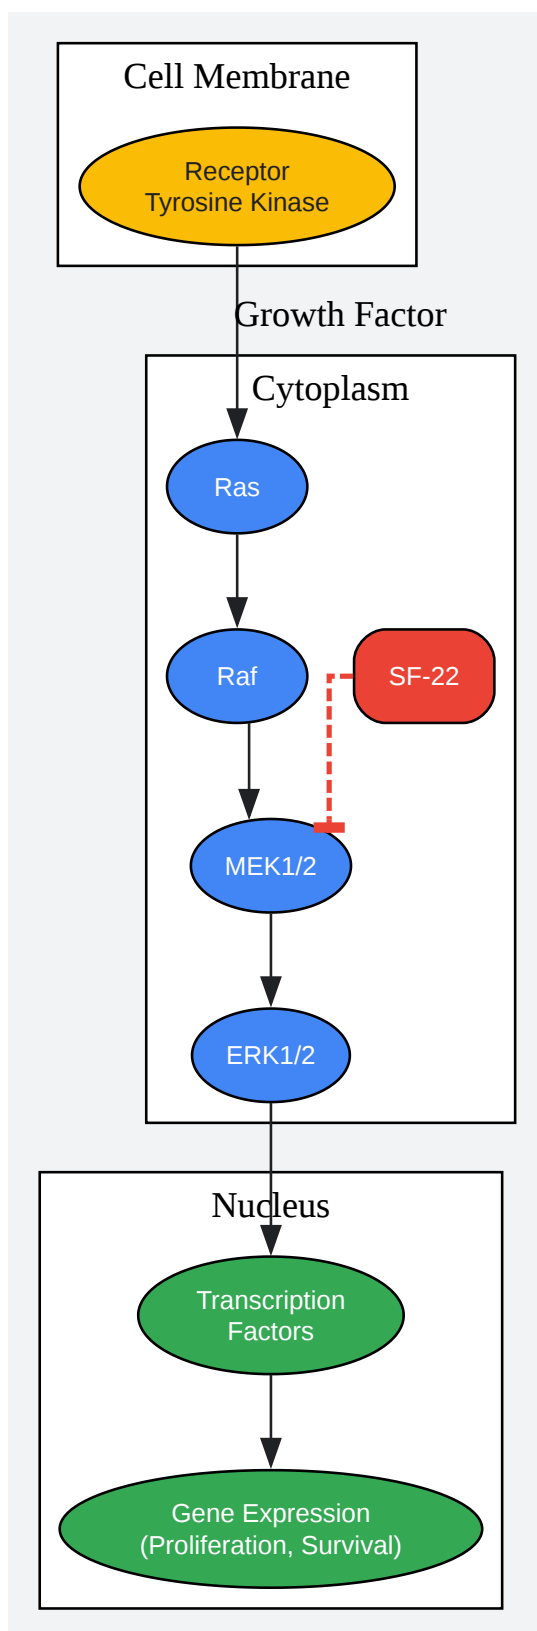 Cell Membrane
Receptor
Tyrosine Kinase
Growth Factor
Cytoplasm
Ras
Raf
SF-22
MEK1/2
ERK1/2
Nucleus
Transcription
Factors
Gene Expression
(Proliferation, Survival)